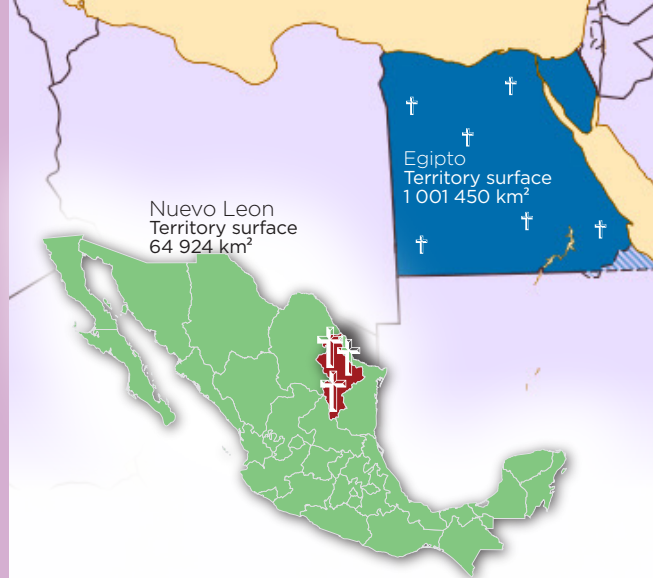 Egipto
Territory surface
1 001 450 km²
Nuevo Leon
Territory surface
64 924 km²